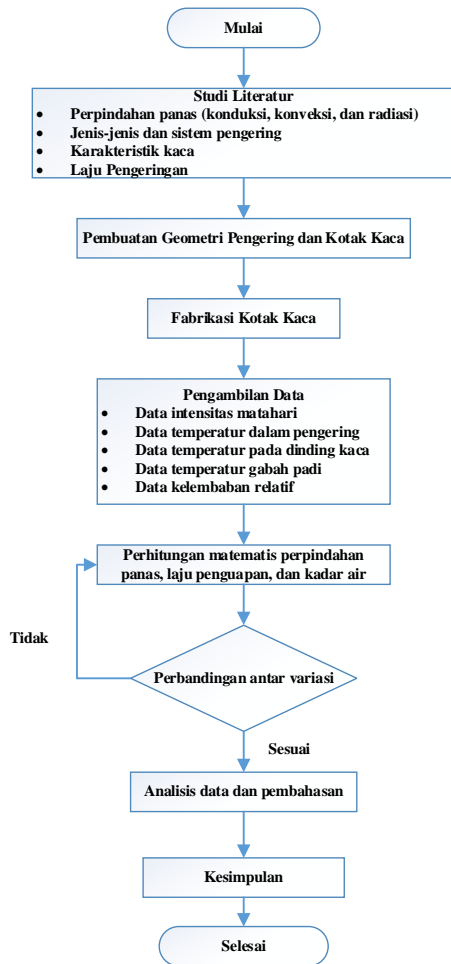 Mulai
Studi Literatur
• Perpindahan panas (konduksi, konveksi, dan radiasi)
• Jenis-jenis dan sistem pengering
• Karakteristik kaca
• Laju Pengeringan
Pembuatan Geometri Pengering dan Kotak Kaca
Fabrikasi Kotak Kaca
Pengambilan Data
• Data intensitas matahari
• Data temperatur dalam pengering
• Data temperatur pada dinding kaca
• Data temperatur gabah padi
• Data kelembaban relatif
Perhitungan matematis perpindahan
panas, laju penguapan, dan kadar air
Tidak
Perbandingan antar variasi
Sesuai
Analisis data dan pembahasan
Kesimpulan
Selesai